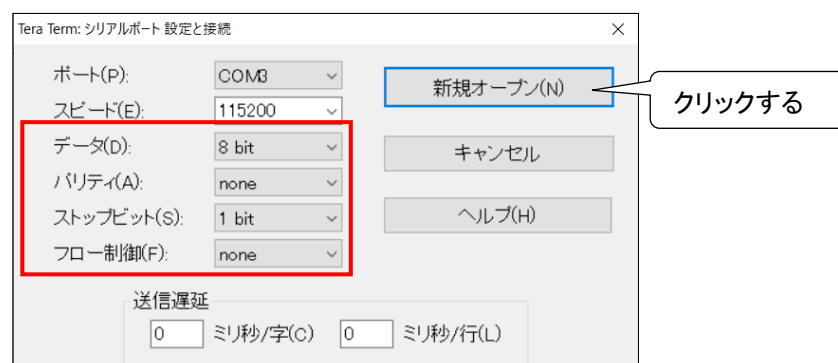 Tera Term: シリアルポート 設定と接続
ポート(P): COM3 新規オープン(N)
クリックする
スピード(E): 115200
データ(D): 8 bit キャンセル
パリティ(A): none
ストップビット(S): 1 bit ヘルプ(H)
フロー制御(F): none
送信遅延
0 ミリ秒/字(C) 0 ミリ秒/行(L)